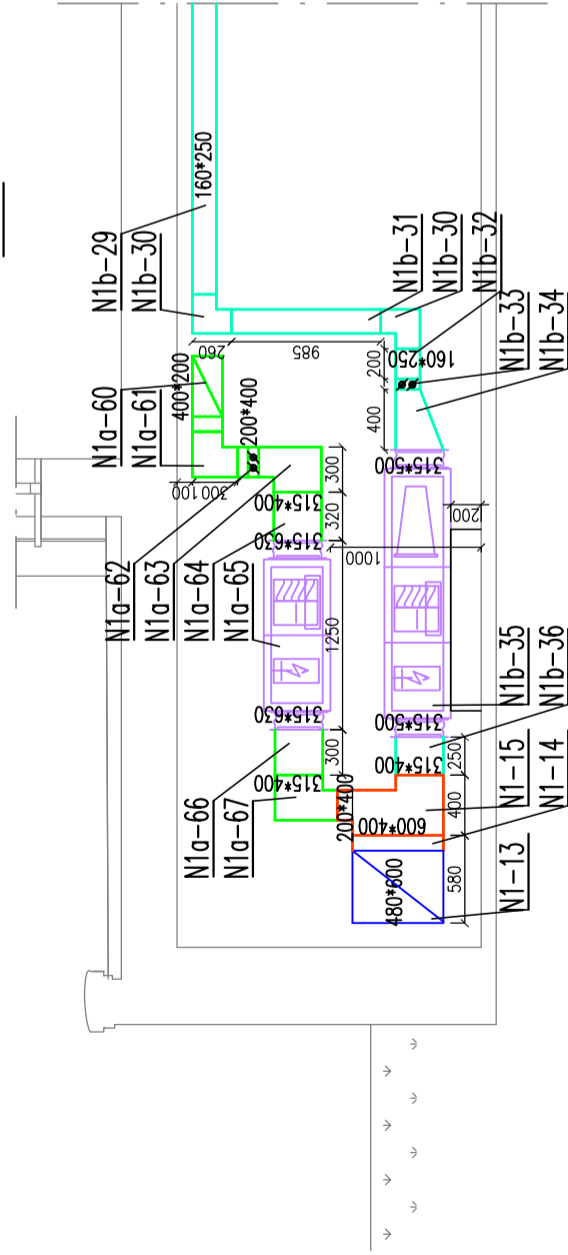 N1b-29
N1b-30
160*250
N1a-60
N1a-61
400*200
260
985
N1b-31
N1b-30
N1b-32
200
160*250
N1b-33
N1b-34
400
315*500
200*400
100
300
300
315*400
320
315*630
N1a-62
N1a-63
N1a-64
N1a-65
1000
1250
200
N1b-35
N1b-36
315*630
315*500
300
315*400
315*400
250
N1a-66
N1a-67
200*400
600*400
400
N1-15
N1-14
480*600
580
N1-13